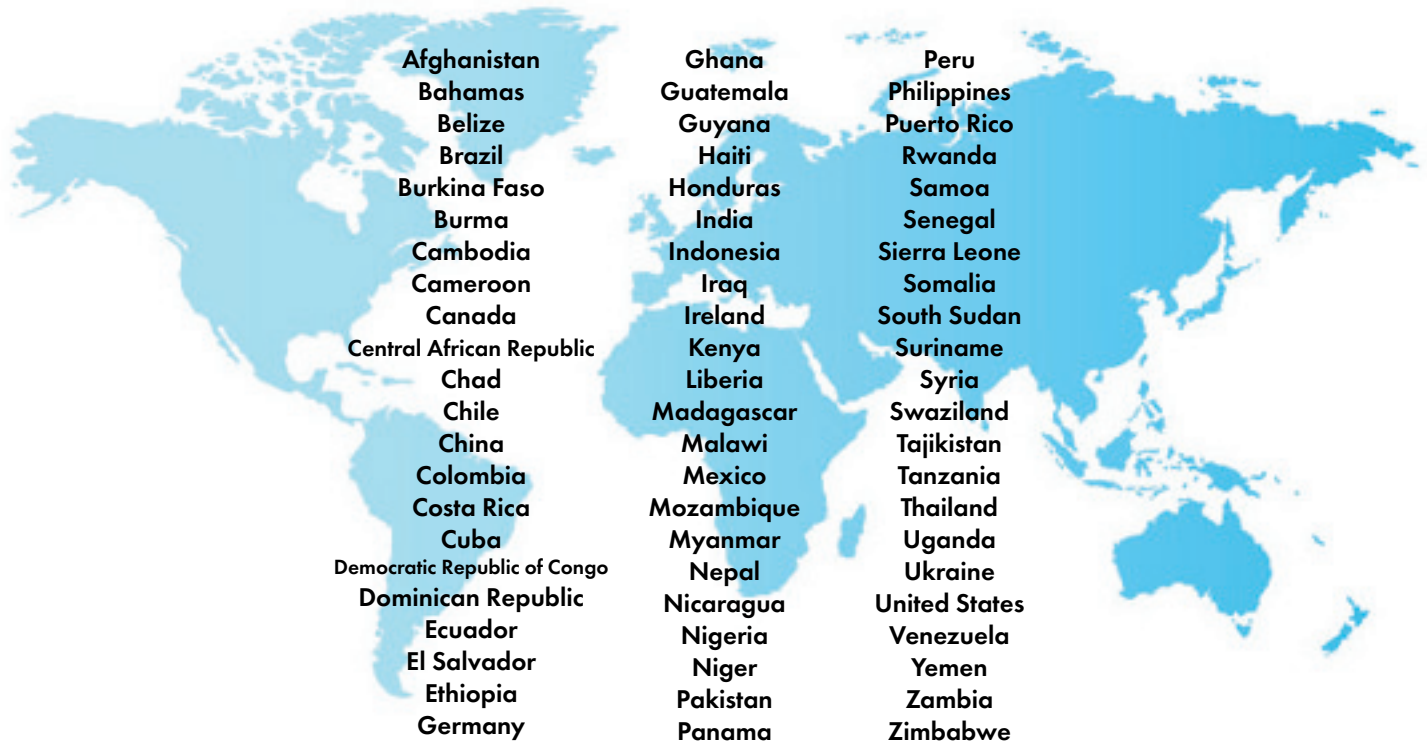 Afghanistan
Bahamas
Belize
Brazil
Burkina Faso
Burma
Cambodia
Cameroon
Canada
Central African Republic
Chad
Chile
China
Colombia
Costa Rica
Cuba
Democratic Republic of Congo
Dominican Republic
Ecuador
El Salvador
Ethiopia
Germany
Ghana
Guatemala
Guyana
Haiti
Honduras
India
Indonesia
Iraq
Ireland
Kenya
Liberia
Madagascar
Malawi
Mexico
Mozambique
Myanmar
Nepal
Nicaragua
Nigeria
Niger
Pakistan
Panama
Peru
Philippines
Puerto Rico
Rwanda
Samoa
Senegal
Sierra Leone
Somalia
South Sudan
Suriname
Syria
Swaziland
Tajikistan
Tanzania
Thailand
Uganda
Ukraine
United States
Venezuela
Yemen
Zambia
Zimbabwe